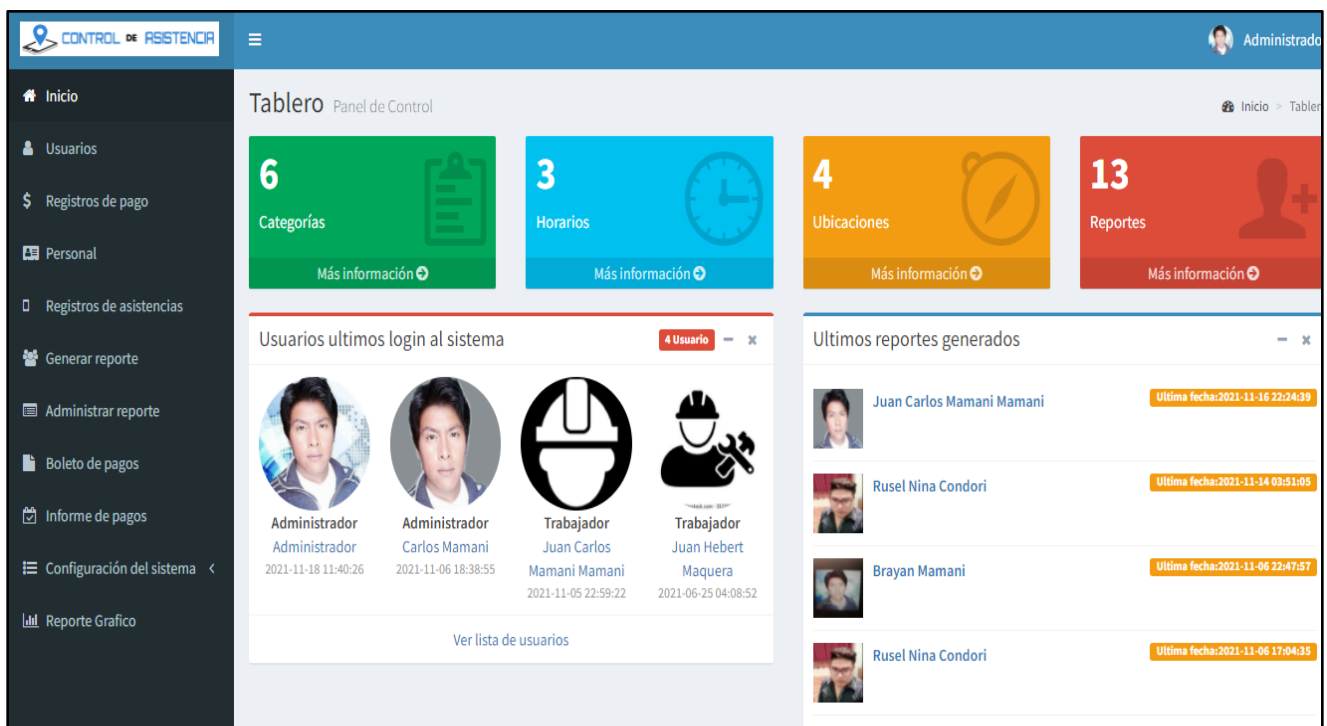 CONTROL DE ASISTENCIA
Administrado
Inicio
Usuarios
Registros de pago
Personal
Registros de asistencias
Generar reporte
Administrar reporte
Boleto de pagos
Informe de pagos
Configuración del sistema
Reporte Grafico
Tablero Panel de Control
Inicio > Tabler
6
Categorías
Más información
3
Horarios
Más información
4
Ubicaciones
Más información
13
Reportes
Más información
Usuarios ultimos login al sistema
4 Usuario
Administrador
Administrador
2021-11-18 11:40:26
Administrador
Carlos Mamani
2021-11-06 18:38:55
Trabajador
Juan Carlos
Mamani Mamani
2021-11-05 22:59:22
Trabajador
Juan Hebert
Maquera
2021-06-25 04:08:52
Ver lista de usuarios
Ultimos reportes generados
Juan Carlos Mamani Mamani
Ultima fecha:2021-11-16 22:24:39
Rusel Nina Condori
Ultima fecha:2021-11-14 03:51:05
Brayan Mamani
Ultima fecha:2021-11-06 22:47:57
Rusel Nina Condori
Ultima fecha:2021-11-06 17:04:35